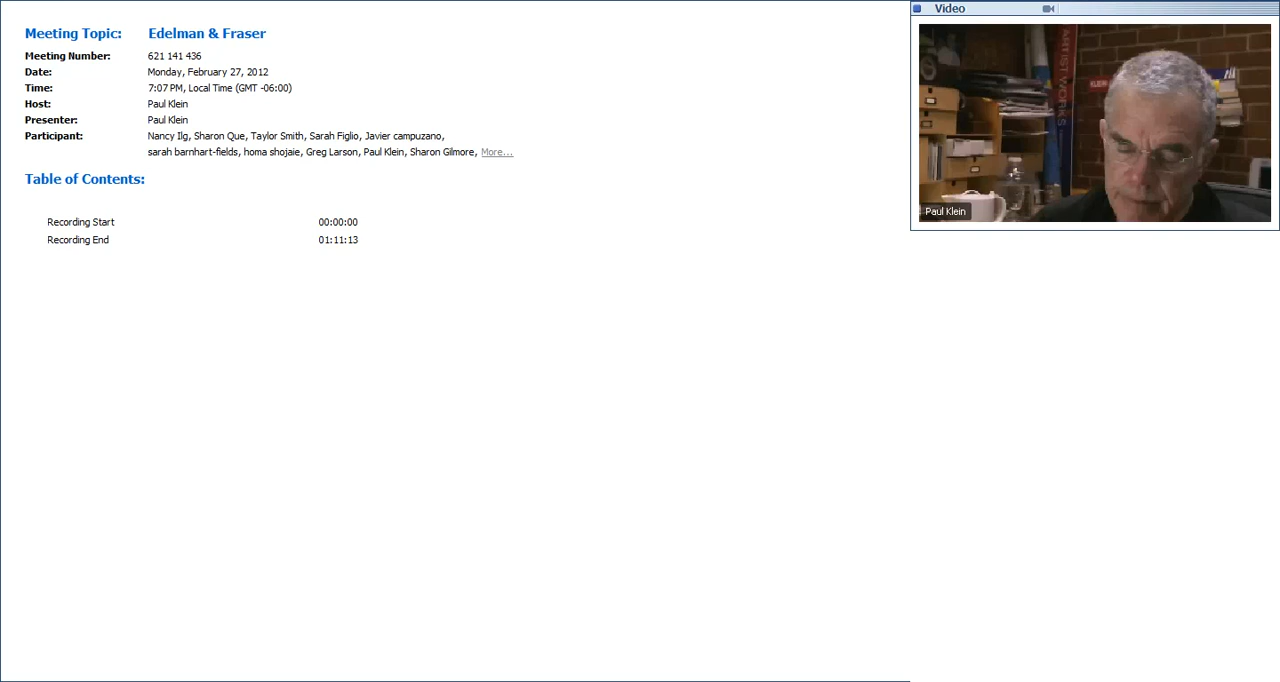 Meeting Topic: Edelman & Fraser
Meeting Number: 621 141 436
Date: Monday, February 27, 2012
Time: 7:07 PM, Local Time (GMT -06:00)
Host: Paul Klein
Presenter: Paul Klein
Participant: Nancy Ilg, Sharon Que, Taylor Smith, Sarah Figlio, Javier campuzano,
sarah barnhart-fields, homa shojaie, Greg Larson, Paul Klein, Sharon Gilmore, More...
Table of Contents:
Recording Start 00:00:00
Recording End 01:11:13
Video
ARTIST WORKS
KLEIN
Paul Klein